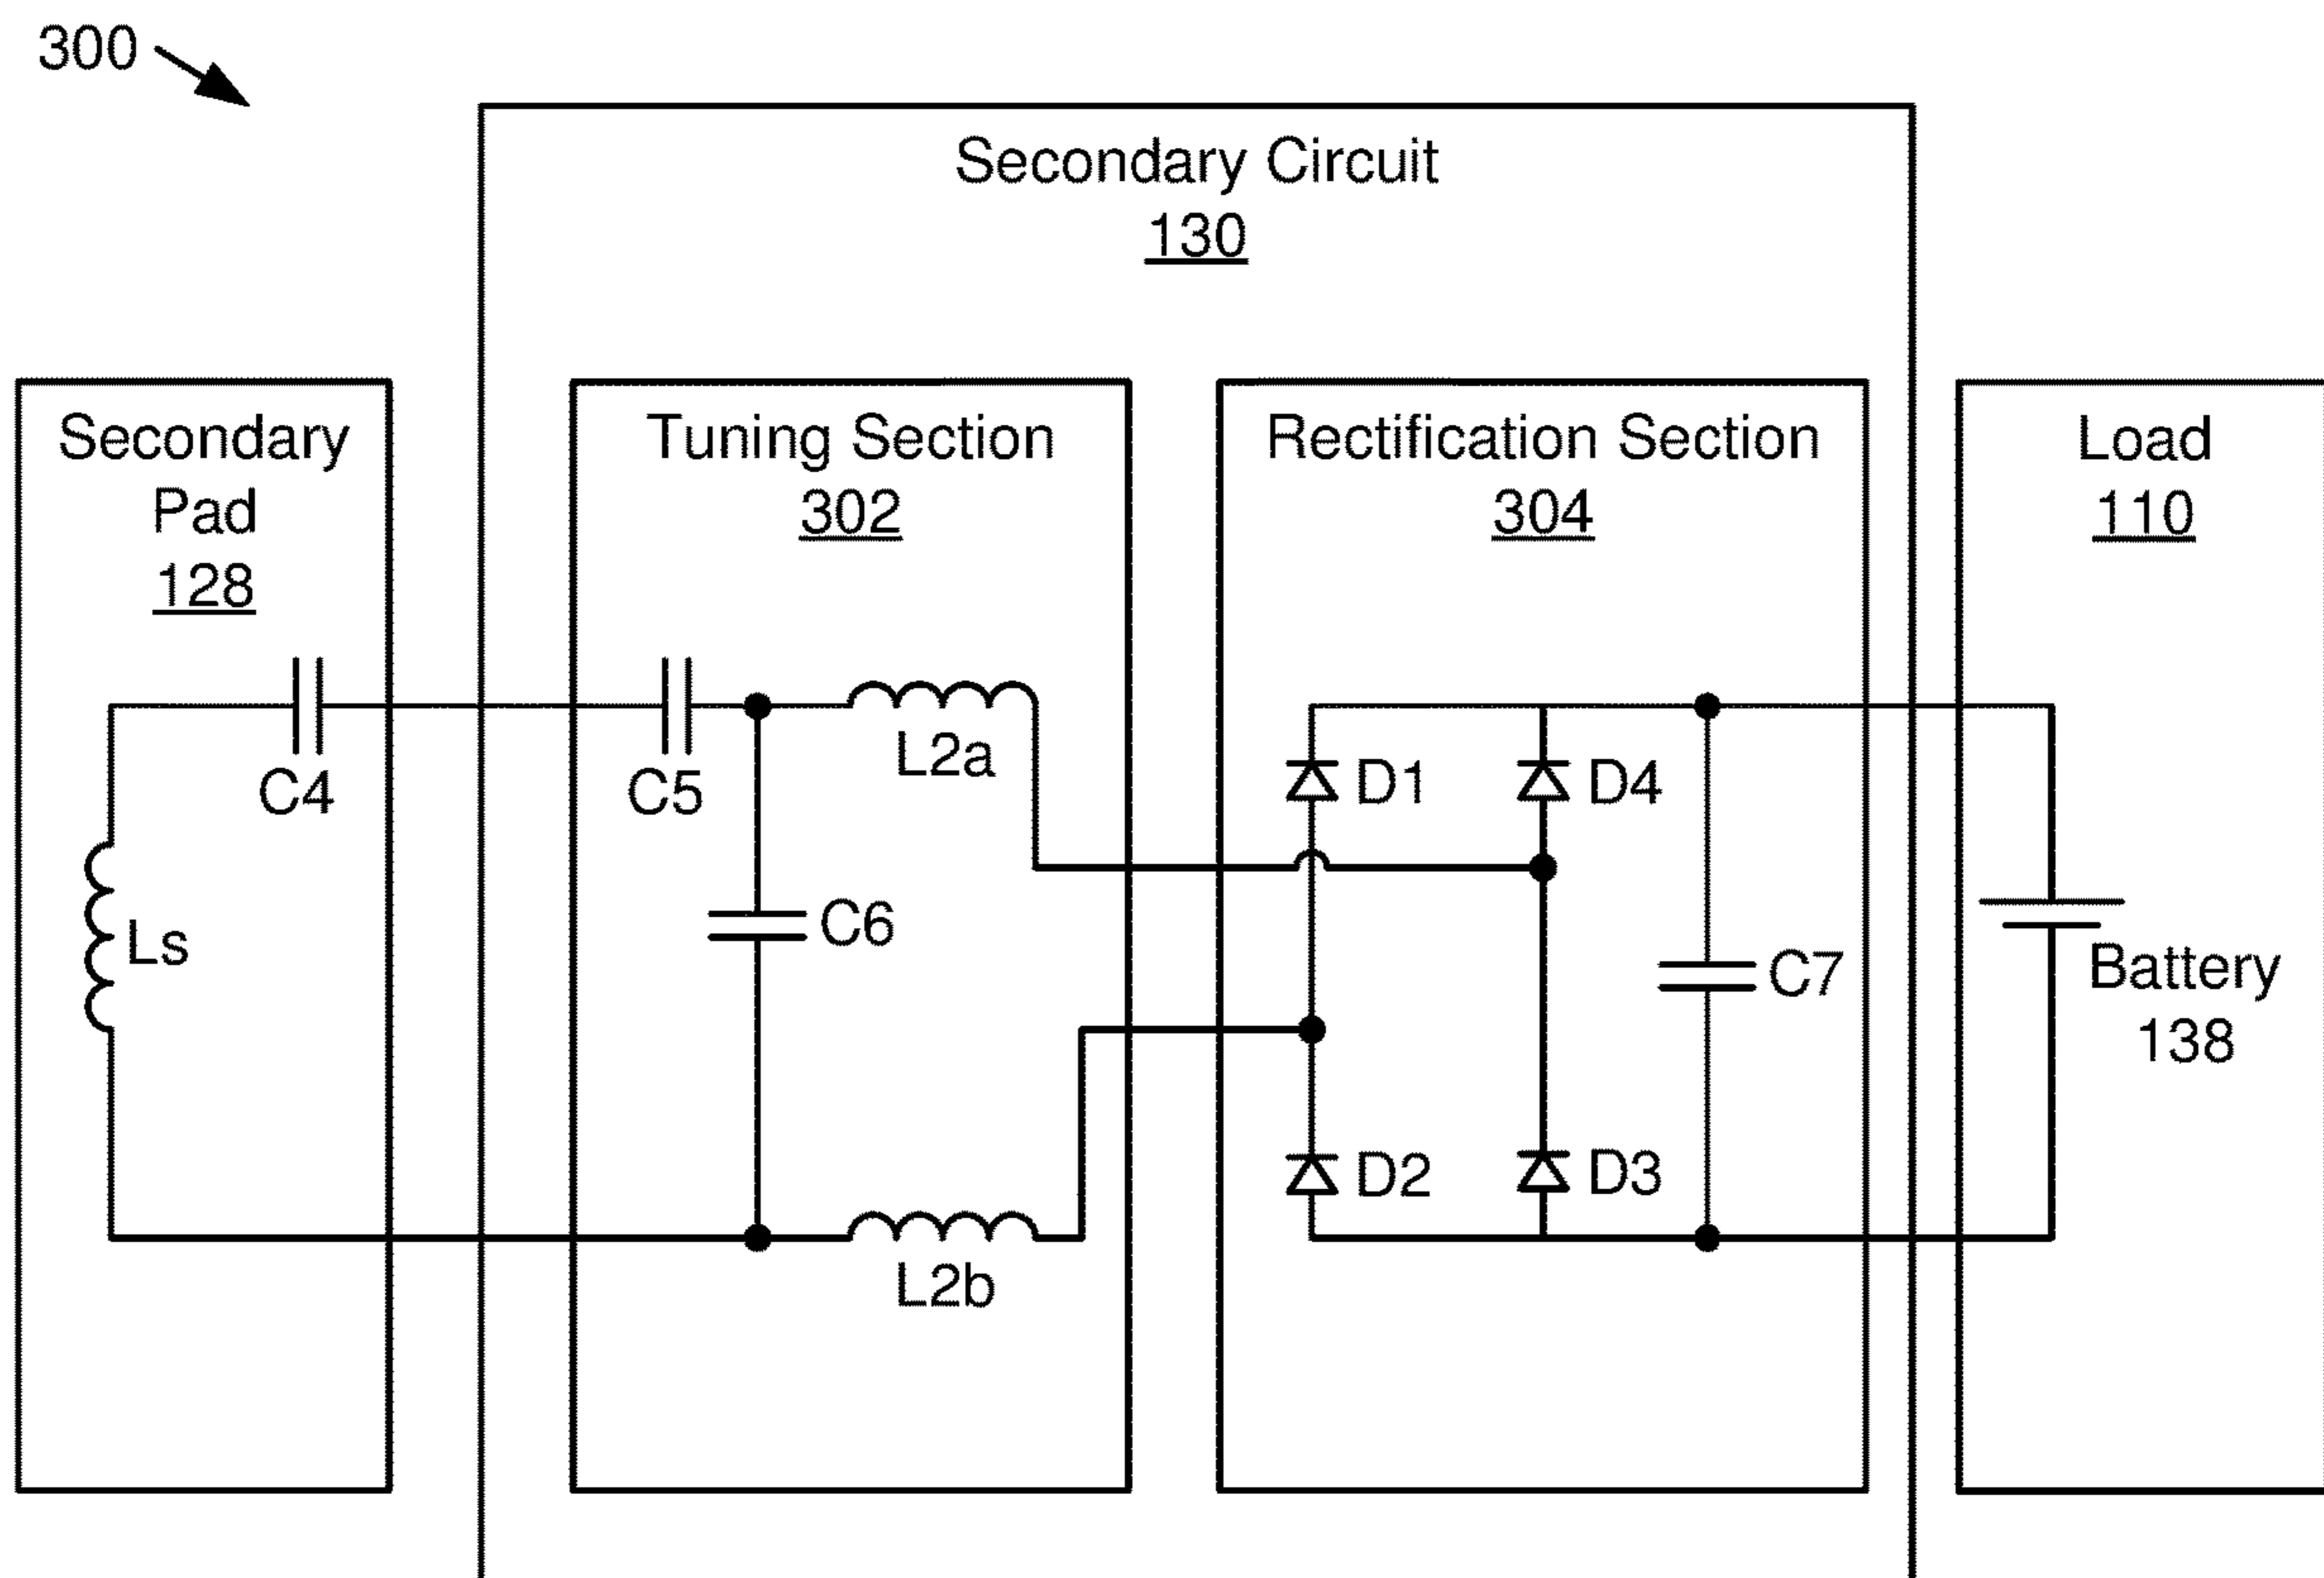 300
Secondary Circuit
130
Secondary
Pad
128
Tuning Section
302
Rectification Section
304
Load
110
C4
C5
L2a
D1
D4
Ls
C6
C7
Battery
138
D2
D3
L2b